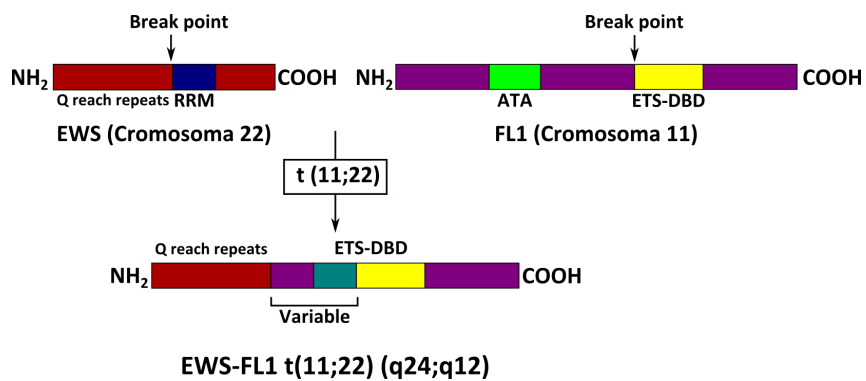 Break point Break point
NH2 COOH NH2 COOH
Q reach repeats RRM ATA ETS-DBD
EWS (Cromosoma 22) FL1 (Cromosoma 11)
t (11;22)
Q reach repeats ETS-DBD
NH2 COOH
Variable
EWS-FL1 t(11;22) (q24;q12)